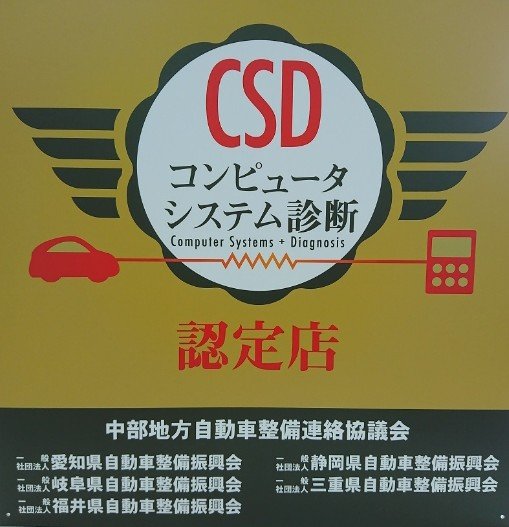 CSD
コンピュータ
システム診断
Computer Systems + Diagnosis
認定店
中部地方自動車整備連絡協議会
一般社団法人 愛知県自動車整備振興会
一般社団法人 静岡県自動車整備振興会
一般社団法人 岐阜県自動車整備振興会
一般社団法人 三重県自動車整備振興会
一般社団法人 福井県自動車整備振興会